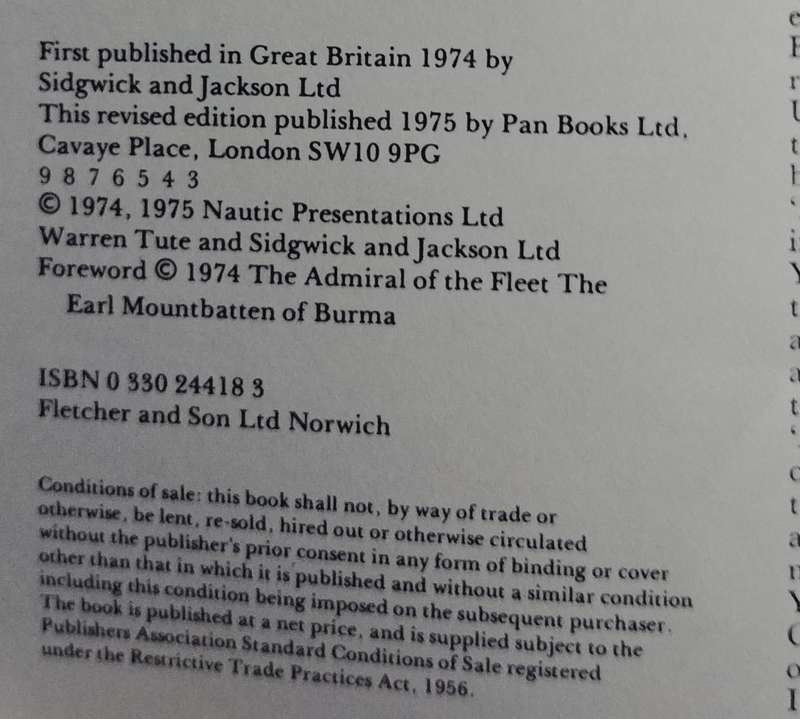 First published in Great Britain 1974 by
Sidgwick and Jackson Ltd
This revised edition published 1975 by Pan Books Ltd,
Cavaye Place, London SW10 9PG
9 8 7 6 5 4 3
© 1974, 1975 Nautic Presentations Ltd
Warren Tute and Sidgwick and Jackson Ltd
Foreword © 1974 The Admiral of the Fleet The
Earl Mountbatten of Burma
ISBN 0 330 24418 3
Fletcher and Son Ltd Norwich
Conditions of sale: this book shall not, by way of trade or
otherwise, be lent, re-sold, hired out or otherwise circulated
without the publisher's prior consent in any form of binding or cover
other than that in which it is published and without a similar condition
including this condition being imposed on the subsequent purchaser.
The book is published at a net price, and is supplied subject to the
Publishers Association Standard Conditions of Sale registered
under the Restrictive Trade Practices Act, 1956.